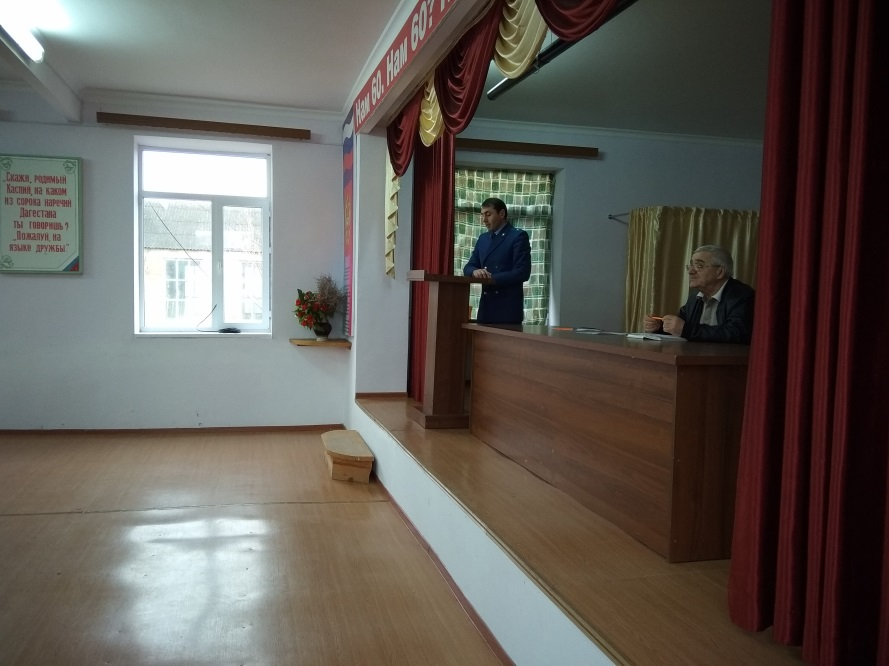 „Скажи, родимый
Каспий, на каком
из сорока наречий
Дагестана
ты говоришь?
„Пожалуй, на
языке дружбы"
Нам 60. Нам 60?